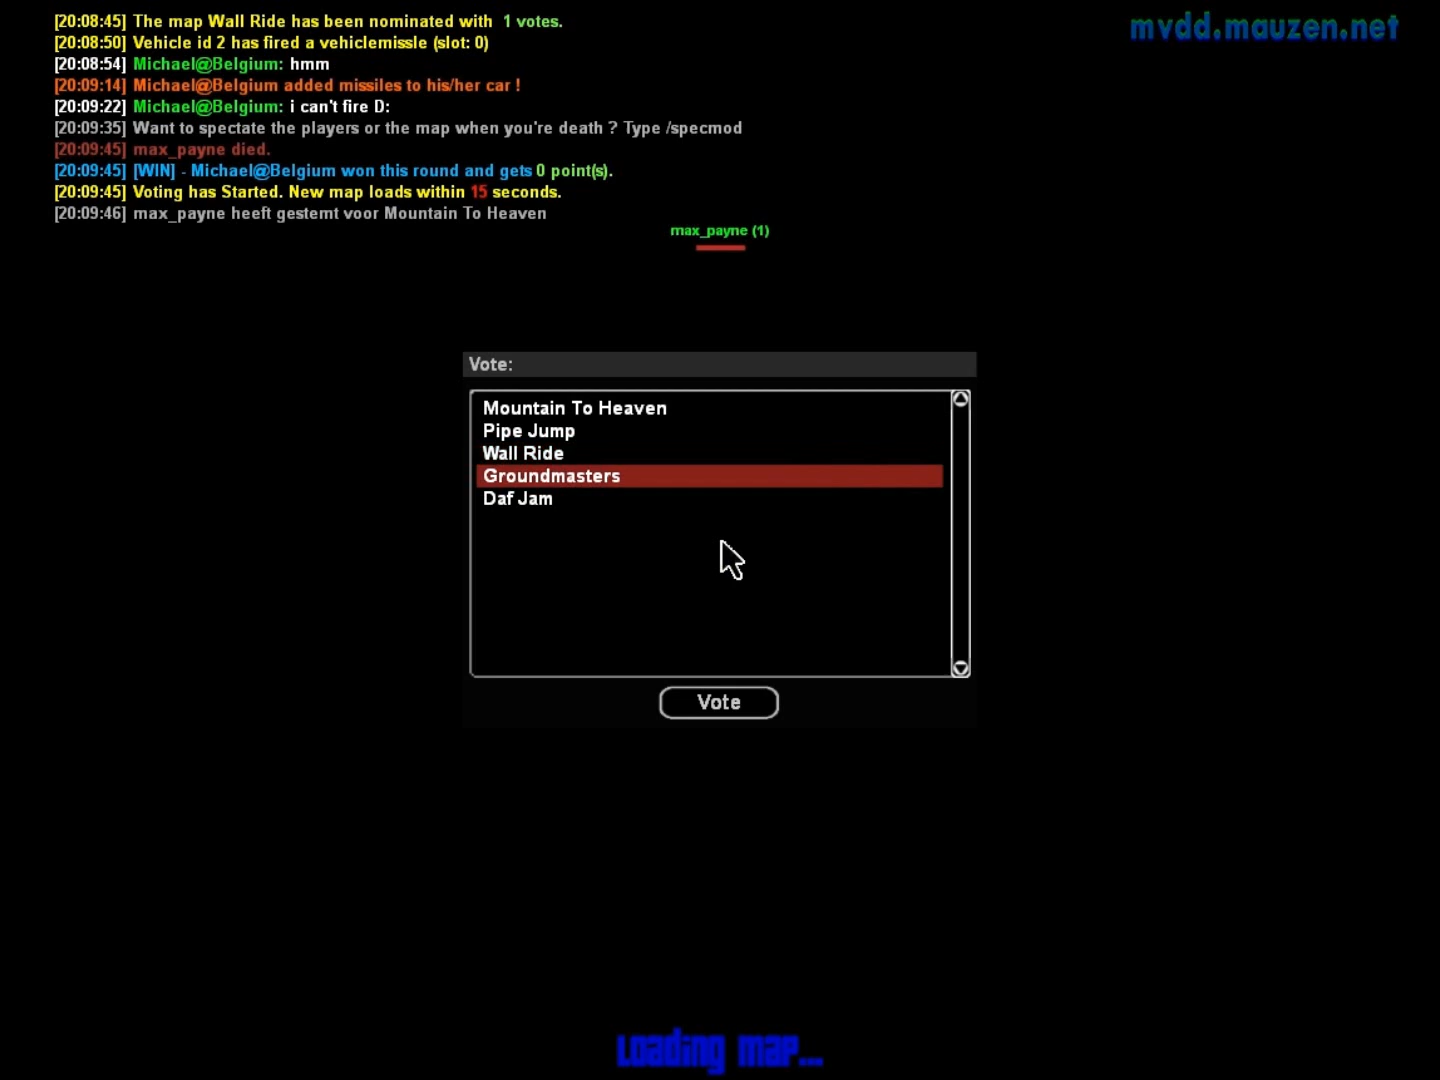 [20:08:45] The map Wall Ride has been nominated with 1 votes.
mvdd.mauzen.net
[20:08:50] Vehicle id 2 has fired a vehiclemissle (slot: 0)
[20:08:54] Michael@Belgium: hmm
[20:09:14] Michael@Belgium added missiles to his/her car !
[20:09:22] Michael@Belgium: i can't fire D:
[20:09:35] Want to spectate the players or the map when you're death ? Type /specmod
[20:09:45] max_payne died.
[20:09:45] [WIN] - Michael@Belgium won this round and gets 0 point(s).
[20:09:45] Voting has Started. New map loads within 15 seconds.
[20:09:46] max_payne heeft gestemt voor Mountain To Heaven
max_payne (1)
Vote:
Mountain To Heaven
Pipe Jump
Wall Ride
Groundmasters
Daf Jam
Vote
Loading map...